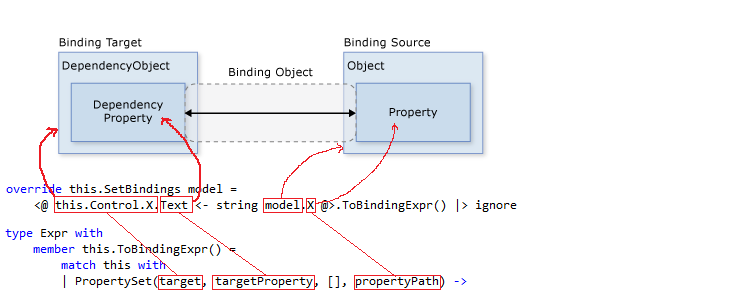 Binding Target
Binding Source
DependencyObject
Object
Binding Object
Dependency
Property
Property
override this.SetBindings model =
<@ this.Control.X.Text <- string model.X @>.ToBindingExpr() |> ignore
type Expr with
member this.ToBindingExpr() =
match this with
| PropertySet(target, targetProperty, [], propertyPath) ->